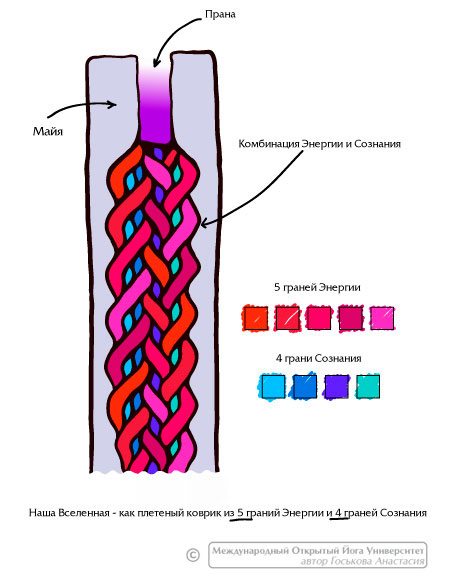 Прана
Майя
Комбинация Энергии и Сознания
5 граней Энергии
4 грани Сознания
Наша Вселенная - как плетеный коврик из 5 граний Энергии и 4 граней Сознания
© Международный Открытый Йога Университет
автор Госькова Анастасия